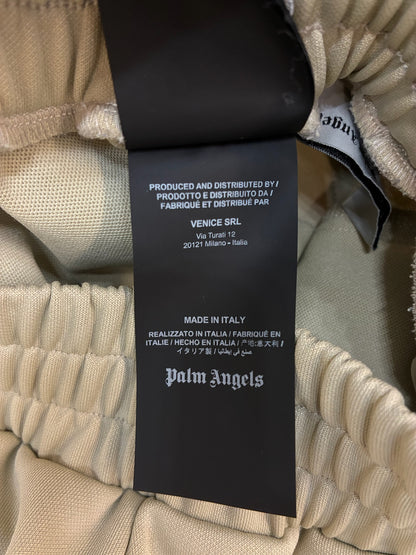 PRODUCED AND DISTRIBUTED BY /
PRODOTTO E DISTRIBUITO DA /
FABRIQUÉ ET DISTRIBUÉ PAR
VENICE SRL
Via Turati 12
20121 Milano - Italia
MADE IN ITALY
REALIZZATO IN ITALIA / FABRIQUÉ EN
ITALIE / HECHO EN ITALIA / 产地:意大利 /
イタリア製 / صنع في إيطاليا
Palm Angels
Angels